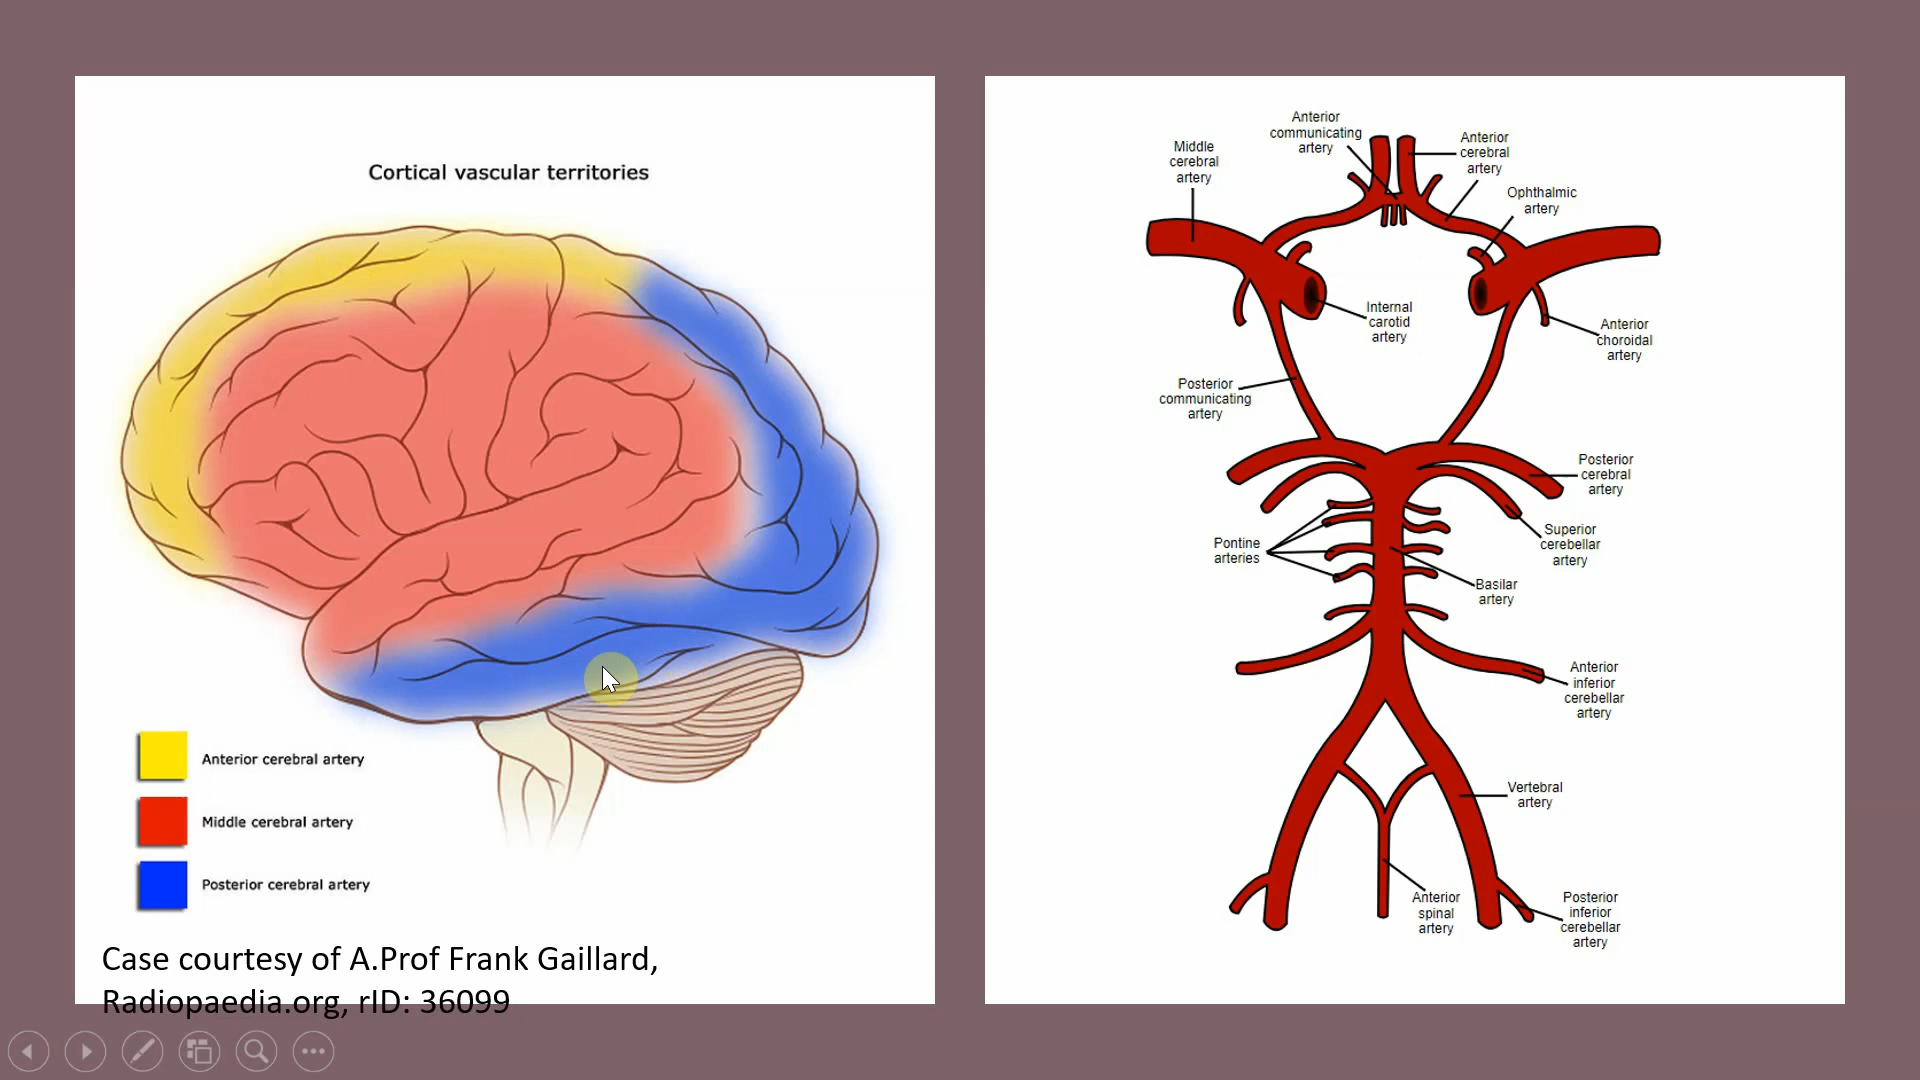 Cortical vascular territories
Anterior cerebral artery
Middle cerebral artery
Posterior cerebral artery
Case courtesy of A.Prof Frank Gaillard,
Radiopaedia.org, rID: 36099
Anterior
communicating
artery
Middle
cerebral
artery
Anterior
cerebral
artery
Ophthalmic
artery
Internal
carotid
artery
Anterior
choroidal
artery
Posterior
communicating
artery
Posterior
cerebral
artery
Superior
cerebellar
artery
Pontine
arteries
Basilar
artery
Anterior
inferior
cerebellar
artery
Vertebral
artery
Anterior
spinal
artery
Posterior
inferior
cerebellar
artery